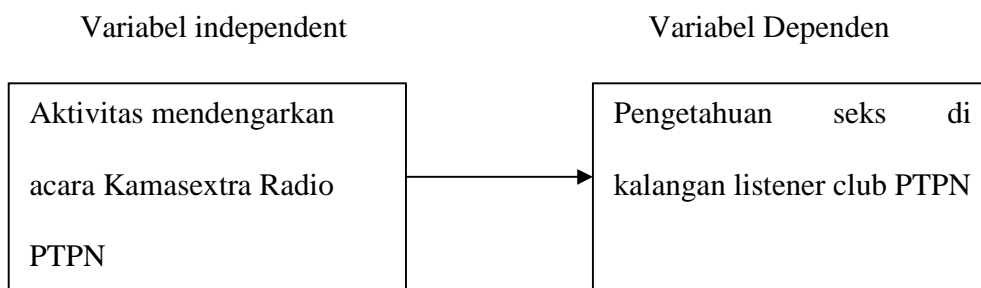 Variabel independent
Variabel Dependen
Aktivitas mendengarkan
acara Kamasextra Radio
PTPN
Pengetahuan seks di
kalangan listener club PTPN